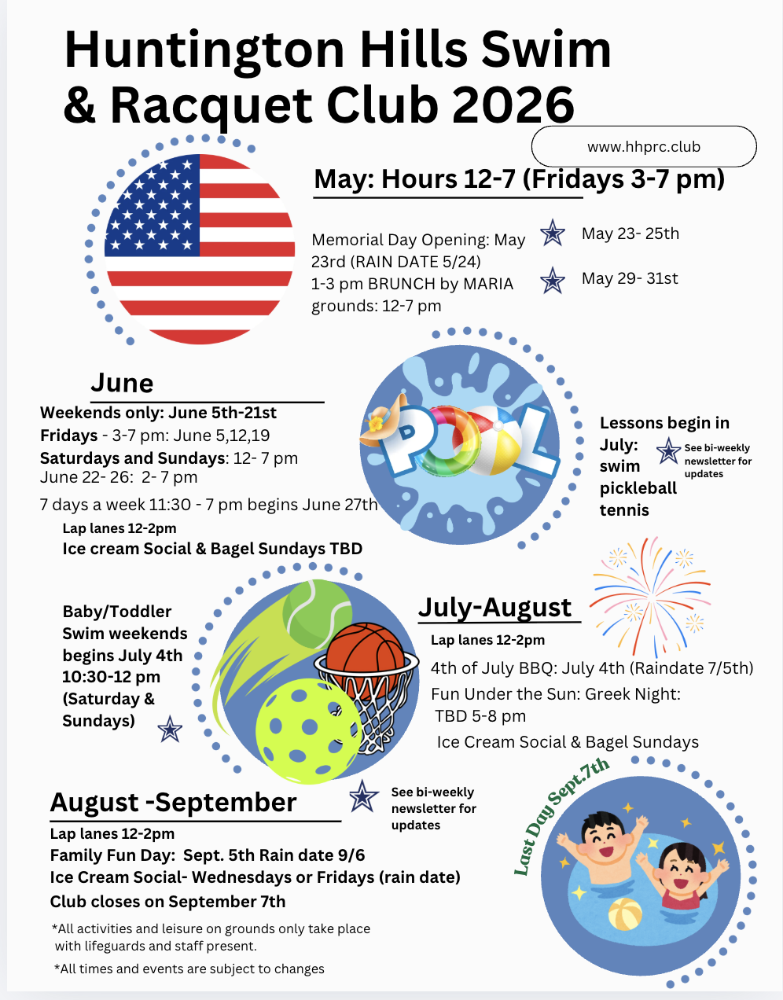 Huntington Hills Swim
& Racquet Club 2026
www.hhprc.club
May: Hours 12-7 (Fridays 3-7 pm)
Memorial Day Opening: May
23rd (RAIN DATE 5/24)
1-3 pm BRUNCH by MARIA
grounds: 12-7 pm
May 23- 25th
May 29- 31st
June
Weekends only: June 5th-21st
Fridays - 3-7 pm: June 5,12,19
Saturdays and Sundays: 12- 7 pm
June 22- 26:  2- 7 pm
7 days a week 11:30 - 7 pm begins June 27th
Lap lanes 12-2pm
Ice cream Social & Bagel Sundays TBD
POOL
Lessons begin in
July:
swim
pickleball
tennis
See bi-weekly
newsletter for
updates
Baby/Toddler
Swim weekends
begins July 4th
10:30-12 pm
(Saturday &
Sundays)
July-August
Lap lanes 12-2pm
4th of July BBQ: July 4th (Raindate 7/5th)
Fun Under the Sun: Greek Night:
TBD 5-8 pm
Ice Cream Social & Bagel Sundays
August -September
See bi-weekly
newsletter for
updates
Lap lanes 12-2pm
Family Fun Day:  Sept. 5th Rain date 9/6
Ice Cream Social- Wednesdays or Fridays (rain date)
Club closes on September 7th
Last Day Sept.7th
*All activities and leisure on grounds only take place
with lifeguards and staff present.
*All times and events are subject to changes